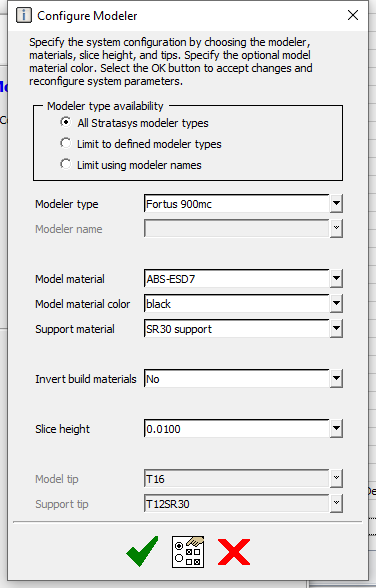 Configure Modeler
Specify the system configuration by choosing the modeler,
materials, slice height, and tips. Specify the optional model
material color. Select the OK button to accept changes and
reconfigure system parameters.
Modeler type availability
All Stratasys modeler types
Limit to defined modeler types
Limit using modeler names
Modeler type Fortus 900mc
Modeler name
Model material ABS-ESD7
Model material color black
Support material SR30 support
Invert build materials No
Slice height 0.0100
Model tip T16
Support tip T12SR30